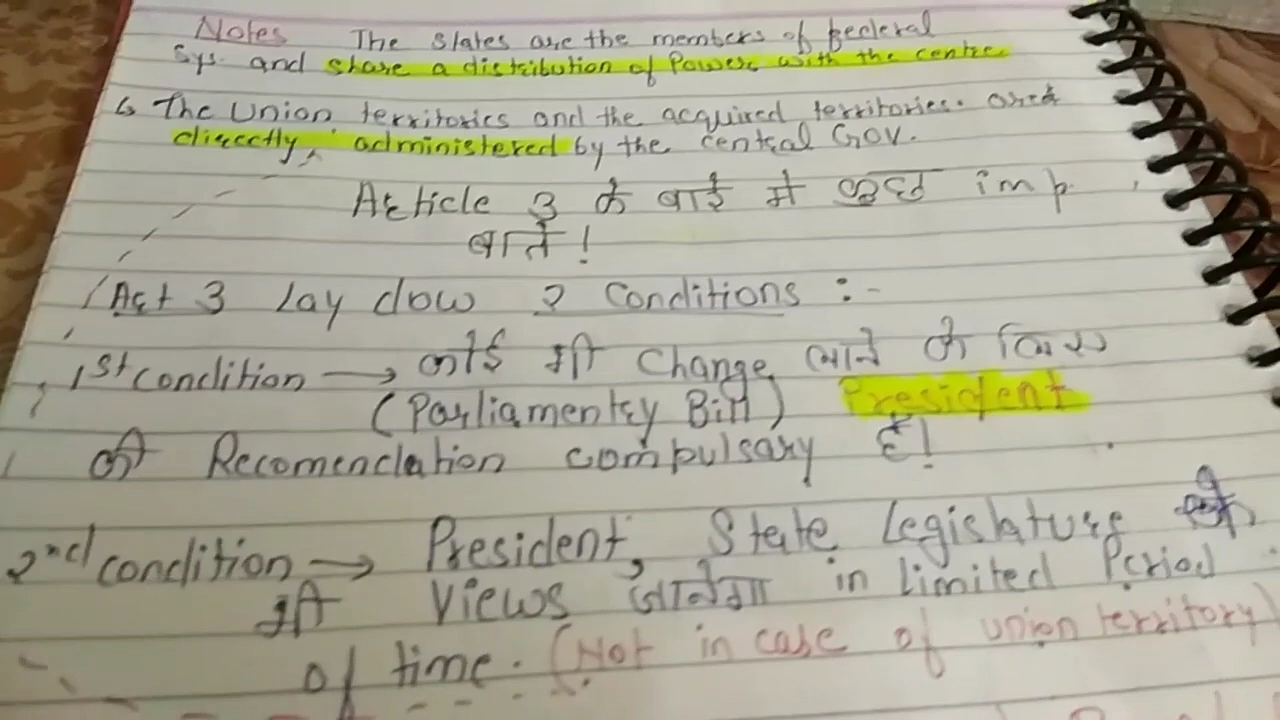 Notes The States are the members of federal
Sys. and share a distribution of Power with the centre
↳ The Union territories and the acquired territories. are
directly, administered by the central Gov.
Article 3 के बारे में कुछ imp
बातें!
Act 3 Lay dow 2 Conditions :-
1st condition → कोई भी Change लाने के लिए
(Parliamentry Bill) President
की Recomendation compulsary है!
2nd condition → President, State Legislature की
भी Views जानेगा in limited Period
of time. (Not in case of union territory)